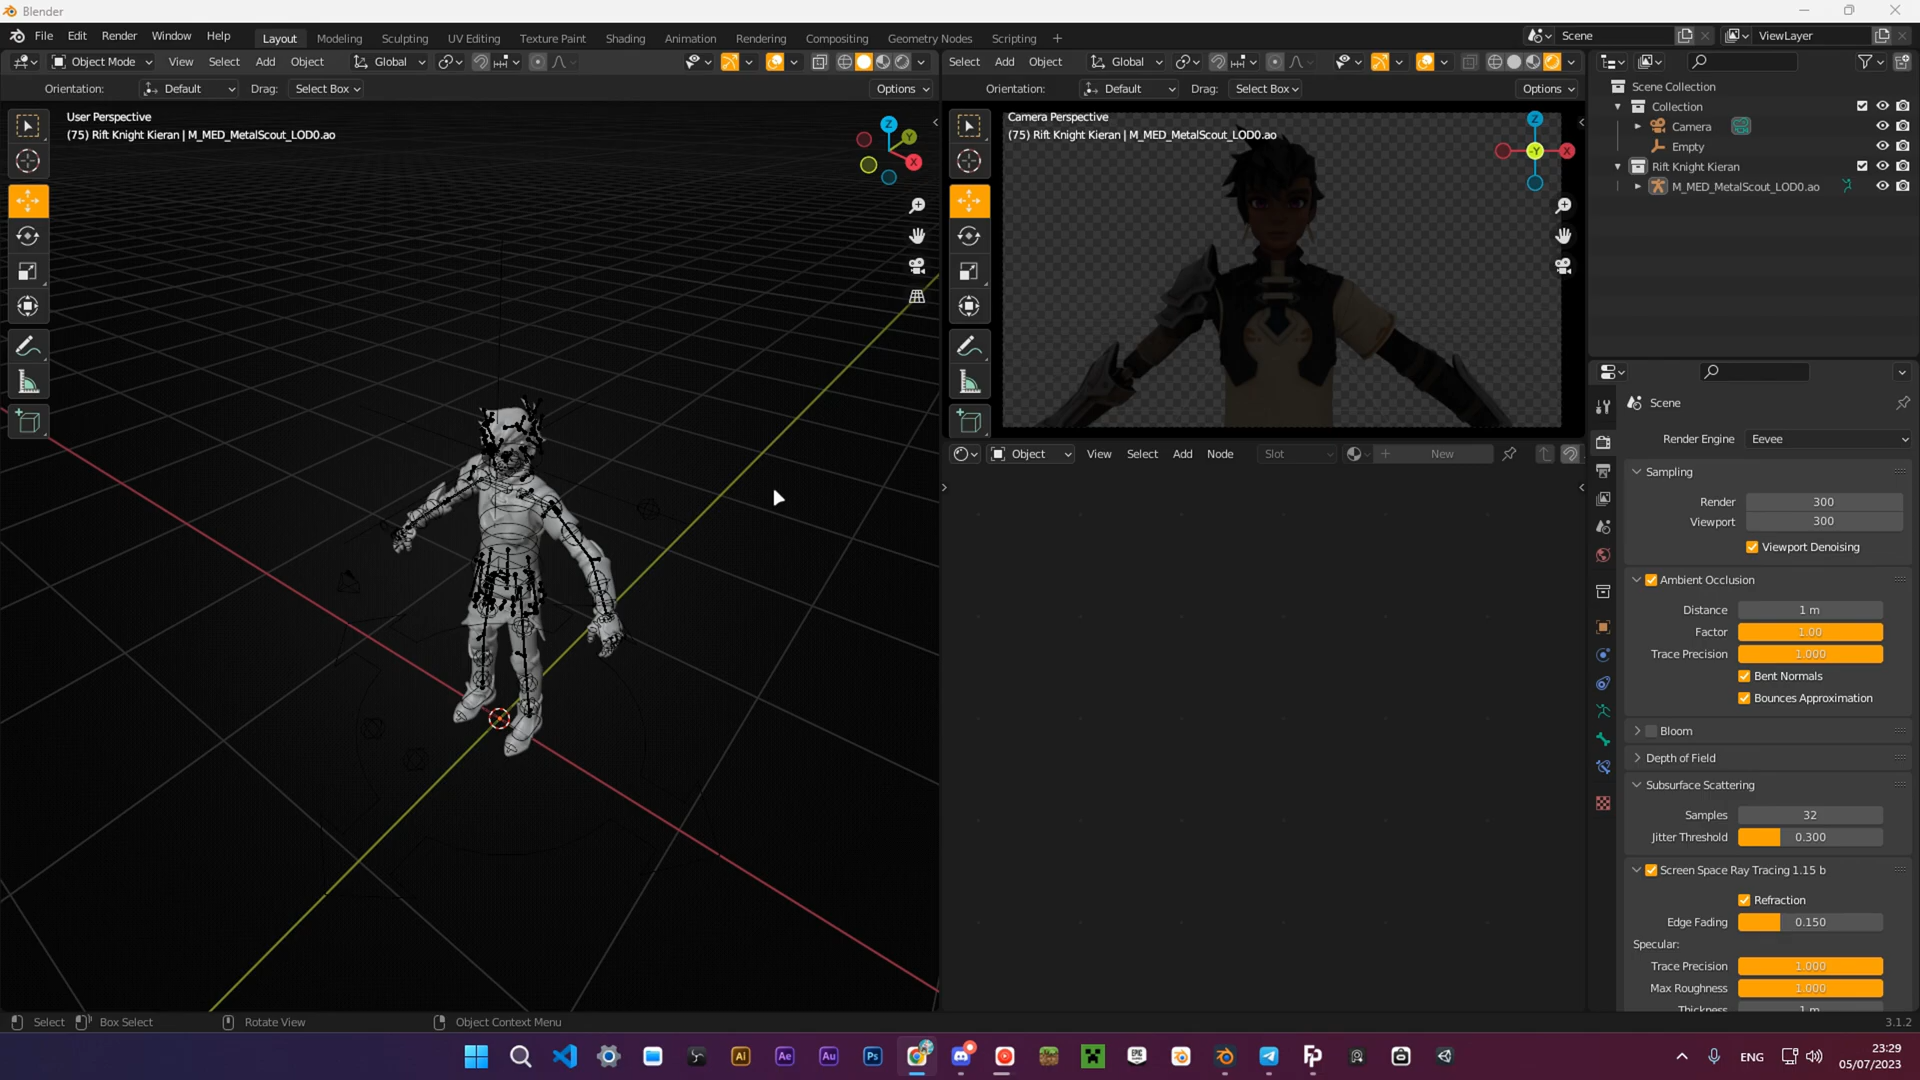 Blender
File Edit Render Window Help
Layout Modeling Sculpting UV Editing Texture Paint Shading Animation Rendering Compositing Geometry Nodes Scripting +
Scene
ViewLayer
Object Mode View Select Add Object Global
Orientation: Default Drag: Select Box
Options
User Perspective
(75) Rift Knight Kieran | M_MED_MetalScout_LOD0.ao
Z
Y
X
Select Add Object Global
Orientation: Default Drag: Select Box
Options
Camera Perspective
(75) Rift Knight Kieran | M_MED_MetalScout_LOD0.ao
Z
-Y
X
Object View Select Add Node Slot New
Scene Collection
Collection
Camera
Empty
Rift Knight Kieran
M_MED_MetalScout_LOD0.ao
Scene
Render Engine Eevee
Sampling
Render 300
Viewport 300
Viewport Denoising
Ambient Occlusion
Distance 1 m
Factor 1.00
Trace Precision 1.000
Bent Normals
Bounces Approximation
Bloom
Depth of Field
Subsurface Scattering
Samples 32
Jitter Threshold 0.300
Screen Space Ray Tracing 1.15 b
Refraction
Edge Fading 0.150
Specular:
Trace Precision 1.000
Max Roughness 1.000
Thickness 1 m
Select Box Select Rotate View Object Context Menu
3.1.2
Ai Ae Au Ps
EPIC
ENG
23:29
05/07/2023